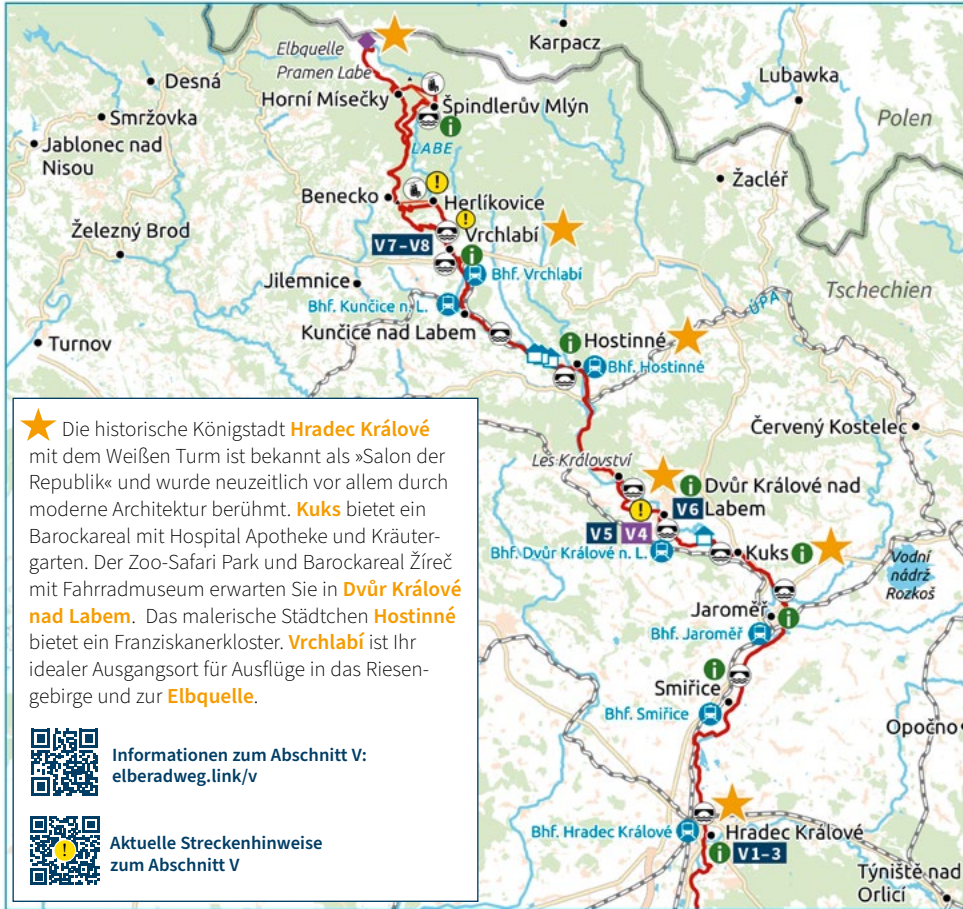 Elbquelle
Pramen Labe
Karpacz
Desná
Horní Mísečky
Špindlerův Mlýn
Lubawka
Smržovka
Polen
Jablonec nad
Nisou
LABE
Žacléř
Benecko
Herlíkovice
Železný Brod
V7–V8
Vrchlabí
Bhf. Vrchlabí
Jilemnice
Tschechien
Bhf. Kunčice n. L.
ÚPA
Kunčice nad Labem
Turnov
Hostinné
Bhf. Hostinné
Červený Kostelec
Les Království
Dvůr Králové nad
Labem
V6
V5
V4
Bhf. Dvůr Králové n. L.
Kuks
Vodní
nádrž
Rozkoš
Jaroměř
Bhf. Jaroměř
Smiřice
Bhf. Smiřice
Opočno
Bhf. Hradec Králové
Hradec Králové
V1–3
Týniště nad
Orlicí
Die historische Königstadt Hradec Králové
mit dem Weißen Turm ist bekannt als »Salon der
Republik« und wurde neuzeitlich vor allem durch
moderne Architektur berühmt. Kuks bietet ein
Barockareal mit Hospital Apotheke und Kräuter-
garten. Der Zoo-Safari Park und Barockareal Žíreč
mit Fahrradmuseum erwarten Sie in Dvůr Králové
nad Labem. Das malerische Städtchen Hostinné
bietet ein Franziskanerkloster. Vrchlabí ist Ihr
idealer Ausgangsort für Ausflüge in das Riesen-
gebirge und zur Elbquelle.
Informationen zum Abschnitt V:
elberadweg.link/v
Aktuelle Streckenhinweise
zum Abschnitt V